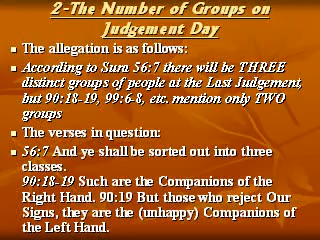 2-The Number of Groups on
Judgement Day
The allegation is as follows:
According to Sura 56:7 there will be THREE
distinct groups of people at the Last Judgement,
but 90:18-19, 99:6-8, etc. mention only TWO
groups
The verses in question:
56:7 And ye shall be sorted out into three
classes.
90:18-19 Such are the Companions of the
Right Hand. 90:19 But those who reject Our
Signs, they are the (unhappy) Companions of
the Left Hand.